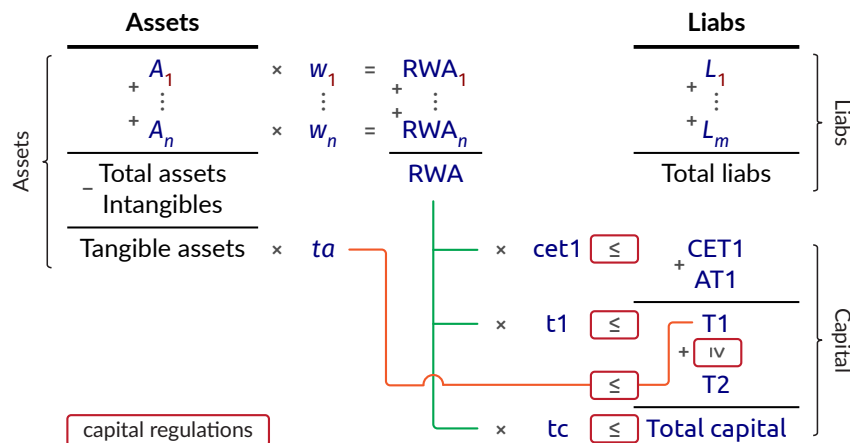 Assets Liabs
A1 × w1 = RWA1 L1
+ + +
⋮ ⋮ ⋮ ⋮
+ + +
An × wn = RWAn Lm
Assets
Liabs
Total assets RWA Total liabs
−
Intangibles
Tangible assets × ta × cet1 ≤ CET1
+
AT1
× t1 ≤ T1
+ ≥
≤ T2
Capital
× tc ≤ Total capital
capital regulations